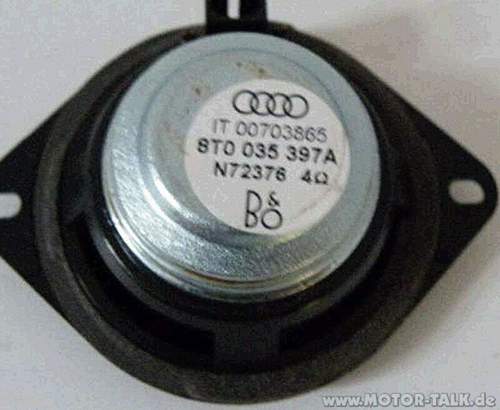 IT 00703865
8T0 035 397A
N72376 4Ω
B&O
www.MOTOR-TALK.de